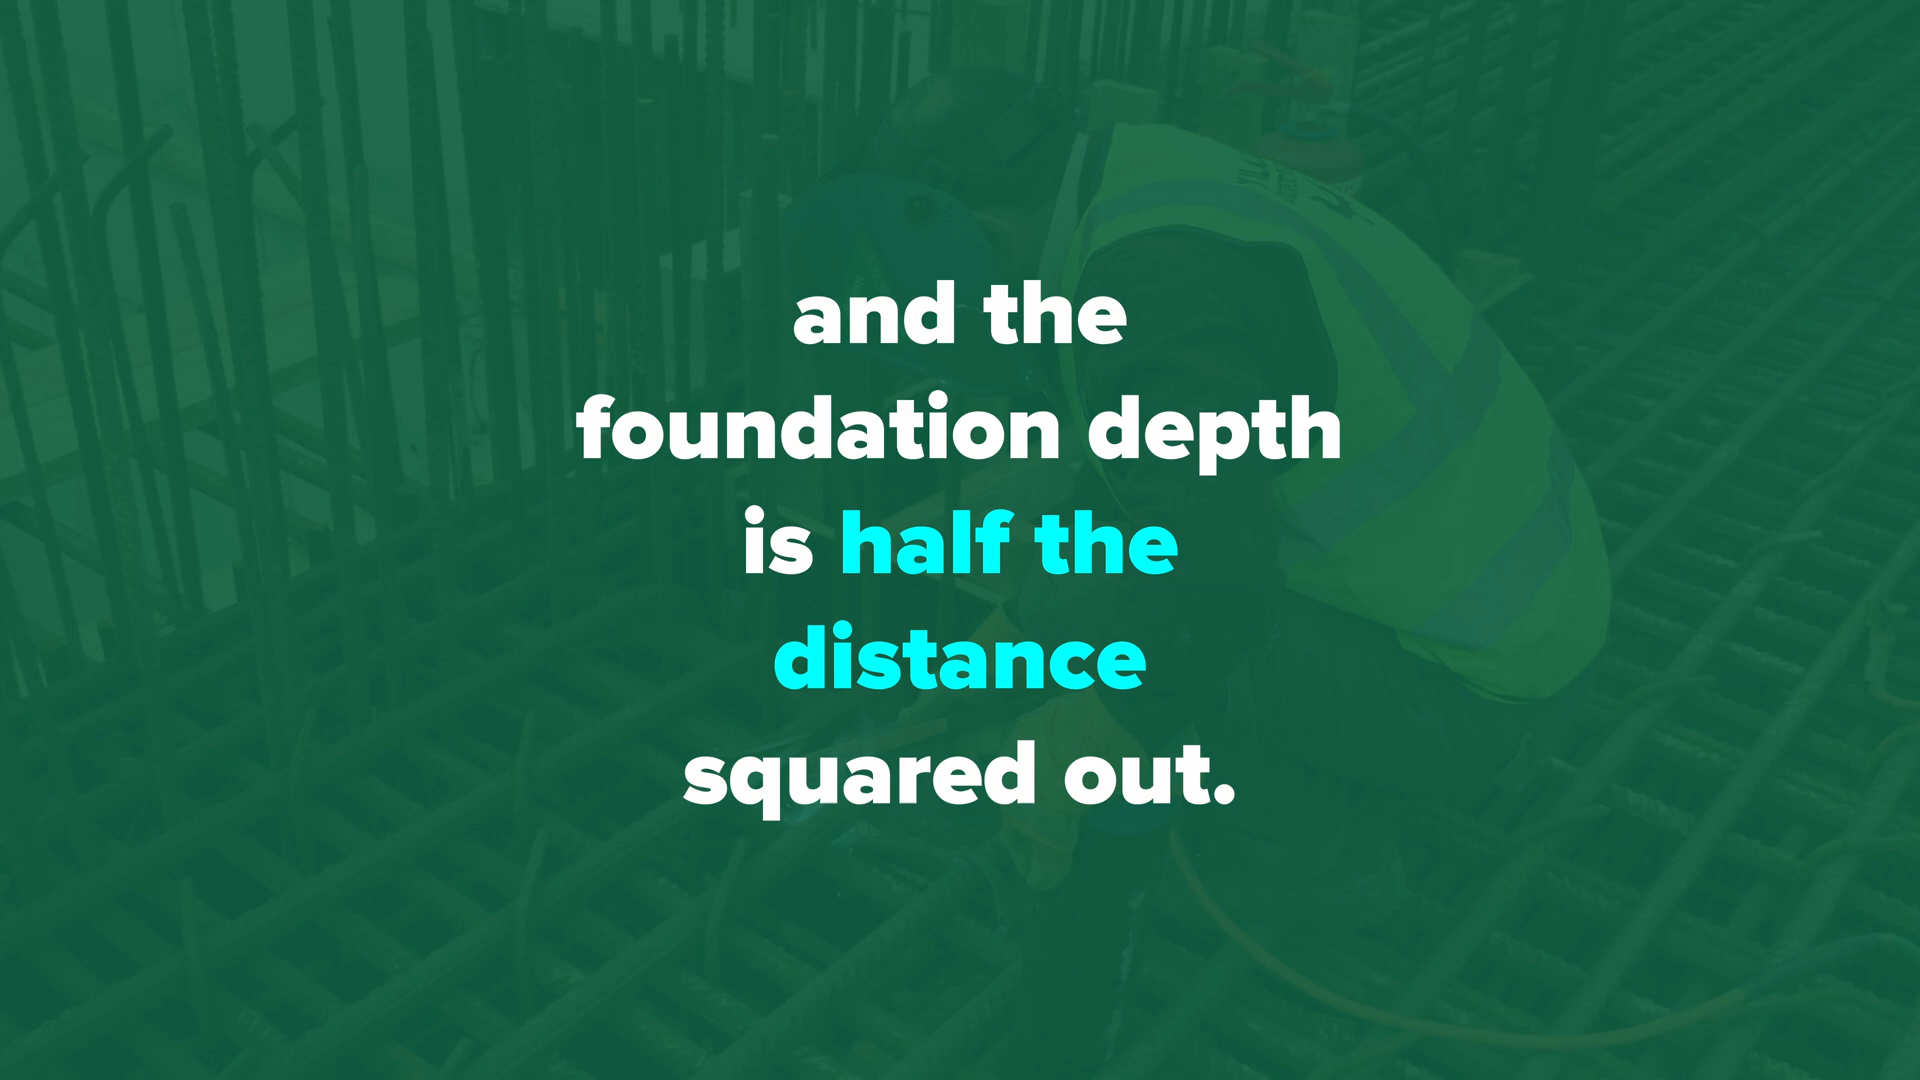 and the
foundation depth
is half the
distance
squared out.